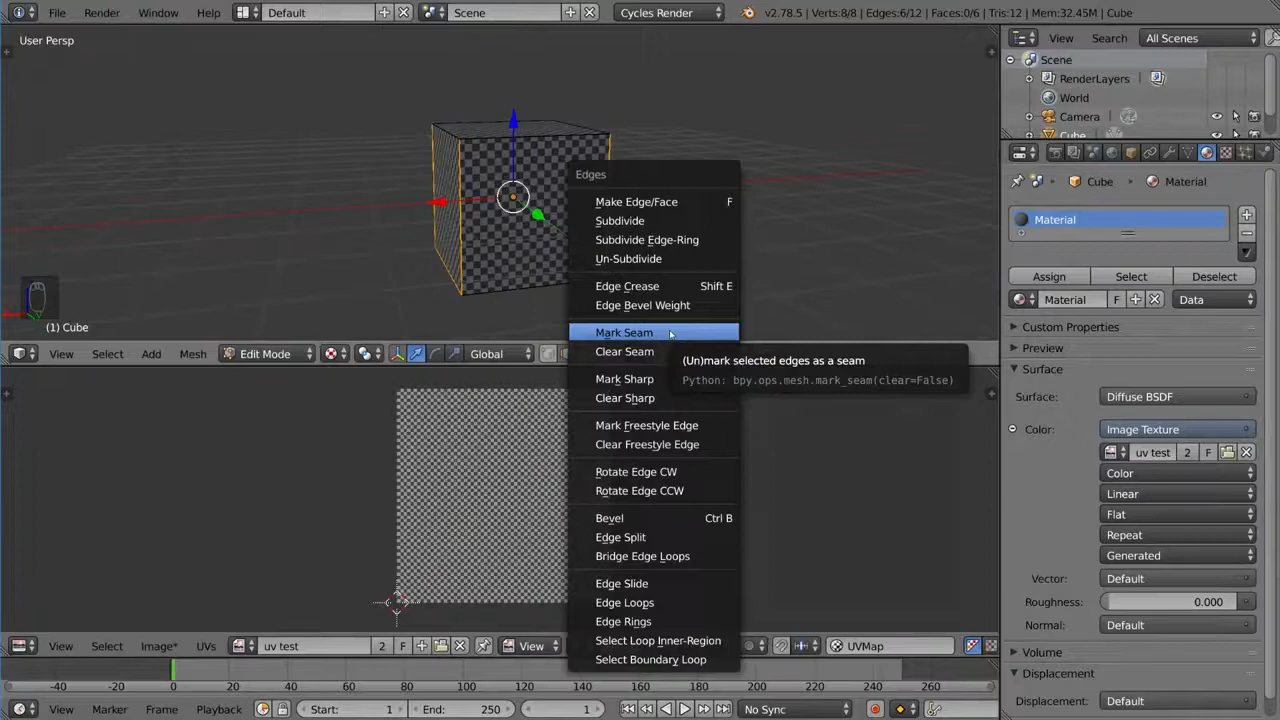 File Render Window Help Default Scene Cycles Render v2.78.5 | Verts:8/8 | Edges:6/12 | Faces:0/6 | Tris:12 | Mem:32.45M | Cube
User Persp
(1) Cube
View Select Add Mesh Edit Mode Global
Edges
Make Edge/Face F
Subdivide
Subdivide Edge-Ring
Un-Subdivide
Edge Crease Shift E
Edge Bevel Weight
Mark Seam
Clear Seam
Mark Sharp
Clear Sharp
Mark Freestyle Edge
Clear Freestyle Edge
Rotate Edge CW
Rotate Edge CCW
Bevel Ctrl B
Edge Split
Bridge Edge Loops
Edge Slide
Edge Loops
Edge Rings
Select Loop Inner-Region
Select Boundary Loop
(Un)mark selected edges as a seam
Python: bpy.ops.mesh.mark_seam(clear=False)
View Select Image* UVs uv test 2 F View UVMap
-40 -20 0 20 40 60 80 100 120 140 160 180 200 220 240 260
View Marker Frame Playback Start: 1 End: 250 1 No Sync
View Search All Scenes
Scene
RenderLayers
World
Camera
Cube
Cube Material
Material
Assign Select Deselect
Material F Data
Custom Properties
Preview
Surface
Surface: Diffuse BSDF
Color: Image Texture
uv test 2 F
Color
Linear
Flat
Repeat
Generated
Vector: Default
Roughness: 0.000
Normal: Default
Volume
Displacement
Displacement: Default